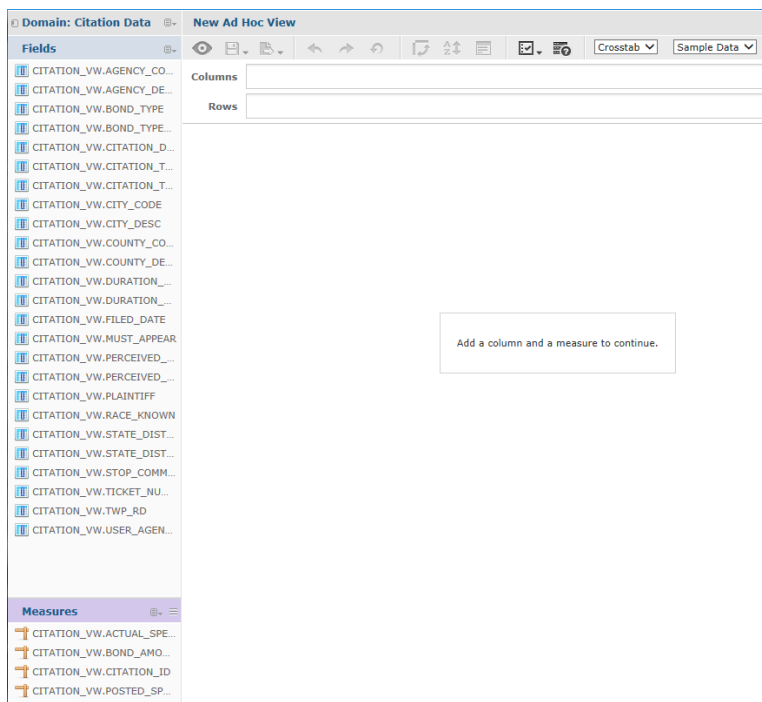 Domain: Citation Data
New Ad Hoc View
Fields
Crosstab
Sample Data
Columns
Rows
CITATION_VW.AGENCY_CO...
CITATION_VW.AGENCY_DE...
CITATION_VW.BOND_TYPE
CITATION_VW.BOND_TYPE...
CITATION_VW.CITATION_D...
CITATION_VW.CITATION_T...
CITATION_VW.CITATION_T...
CITATION_VW.CITY_CODE
CITATION_VW.CITY_DESC
CITATION_VW.COUNTY_CO...
CITATION_VW.COUNTY_DE...
CITATION_VW.DURATION_...
CITATION_VW.DURATION_...
CITATION_VW.FILED_DATE
CITATION_VW.MUST_APPEAR
CITATION_VW.PERCEIVED_...
CITATION_VW.PERCEIVED_...
CITATION_VW.PLAINTIFF
CITATION_VW.RACE_KNOWN
CITATION_VW.STATE_DIST...
CITATION_VW.STATE_DIST...
CITATION_VW.STOP_COMM...
CITATION_VW.TICKET_NU...
CITATION_VW.TWP_RD
CITATION_VW.USER_AGEN...
Add a column and a measure to continue.
Measures
CITATION_VW.ACTUAL_SPE...
CITATION_VW.BOND_AMO...
CITATION_VW.CITATION_ID
CITATION_VW.POSTED_SP...